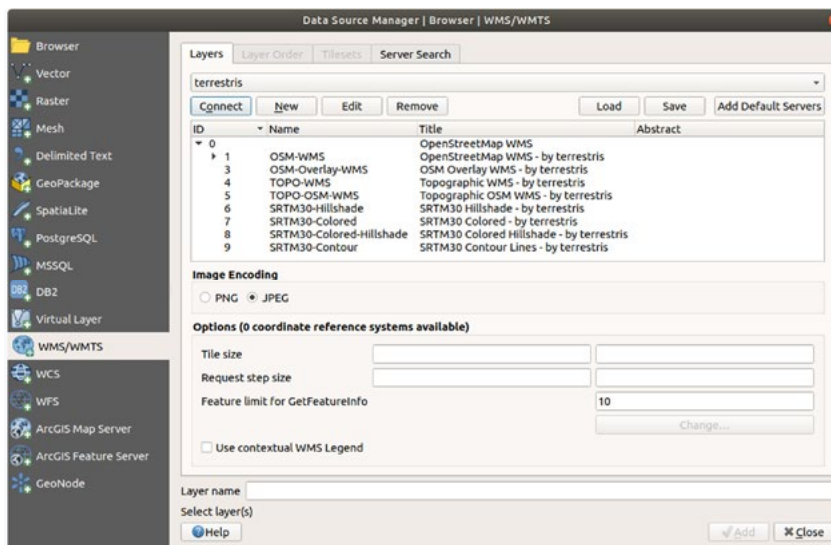 Data Source Manager | Browser | WMS/WMTS
Browser
Vector
Raster
Mesh
Delimited Text
GeoPackage
SpatiaLite
PostgreSQL
MSSQL
DB2
Virtual Layer
WMS/WMTS
WCS
WFS
ArcGIS Map Server
ArcGIS Feature Server
GeoNode
Layers Layer Order Tilesets Server Search
terrestris
Connect New Edit Remove Load Save Add Default Servers
ID Name Title Abstract
0 OpenStreetMap WMS
1 OSM-WMS OpenStreetMap WMS - by terrestris
3 OSM-Overlay-WMS OSM Overlay WMS - by terrestris
4 TOPO-WMS Topographic WMS - by terrestris
5 TOPO-OSM-WMS Topographic OSM WMS - by terrestris
6 SRTM30-Hillshade SRTM30 Hillshade - by terrestris
7 SRTM30-Colored SRTM30 Colored - by terrestris
8 SRTM30-Colored-Hillshade SRTM30 Colored Hillshade - by terrestris
9 SRTM30-Contour SRTM30 Contour Lines - by terrestris
Image Encoding
PNG JPEG
Options (0 coordinate reference systems available)
Tile size
Request step size
Feature limit for GetFeatureInfo 10
Change...
Use contextual WMS Legend
Layer name
Select layer(s)
Help Add Close